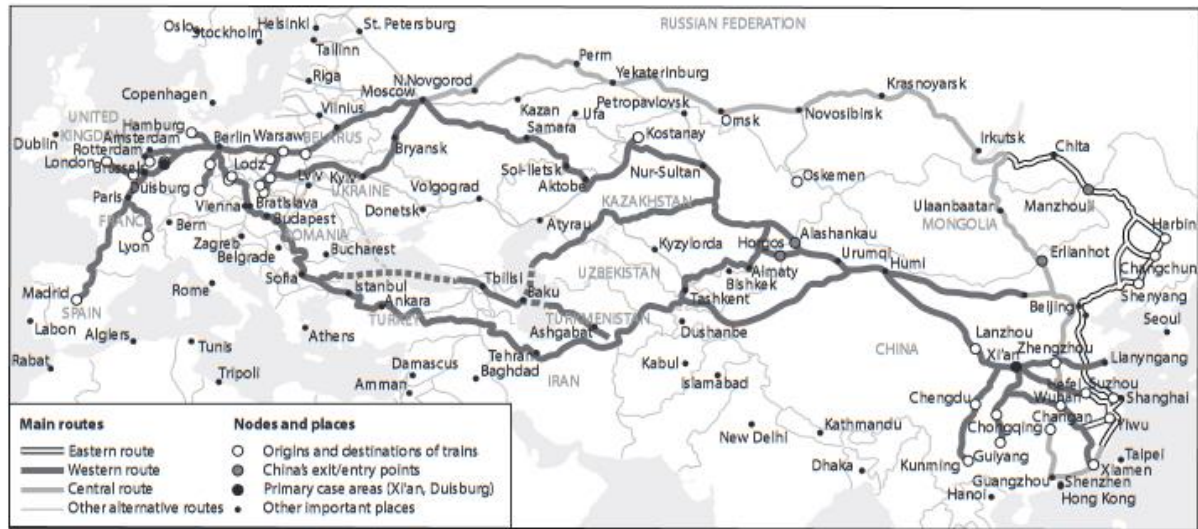 Oslo
Stockholm
Helsinki
St. Petersburg
RUSSIAN FEDERATION
Tallinn
Riga
Perm
Yekaterinburg
N.Novgorod
Moscow
Krasnoyarsk
Copenhagen
Vilnius
Kazan
Ufa
Petropavlovsk
Omsk
Novosibirsk
UNITED
KINGDOM
Dublin
Hamburg
Amsterdam
Berlin
Warsaw
BELARUS
Samara
Kostanay
Irkutsk
Chita
Rotterdam
London
Brussels
Lodz
Bryansk
Sol-iletsk
Aktobe
Nur-Sultan
Oskemen
Duisburg
Lviv
Kyiv
UKRAINE
Volgograd
Ulaanbaatar
Manzhou
Paris
Vienna
Bratislava
Donetsk
KAZAKHSTAN
MONGOLIA
Harbin
FRANCE
Bern
Budapest
ROMANIA
Atyrau
Alashankau
Erlianhot
Lyon
Zagreb
Belgrade
Bucharest
Kyzylorda
Horgos
Urumqi
Humi
Changchun
UZBEKISTAN
Almaty
Bishkek
Shenyang
Madrid
SPAIN
Rome
Sofia
Istanbul
Tbilisi
Baku
Tashkent
Beijing
Seoul
Labon
Algiers
Tunis
Athens
Ankara
TURKEY
TURKMENISTAN
Ashgabat
Dushanbe
CHINA
Lanzhou
Zhengzhou
Xi'an
Lianyngang
Rabat
Tripoli
Damascus
Tehran
Baghdad
IRAN
Kabul
Islamabad
Hefei
Suzhou
Amman
Chengdu
Wuhan
Shanghai
Changan
Yiwu
Chongqing
New Delhi
Kathmandu
Guiyang
Dhaka
Kunming
Taipei
Xiamen
Guangzhou
Shenzhen
Hanoi
Hong Kong
Main routes
Eastern route
Western route
Central route
Other alternative routes
Nodes and places
Origins and destinations of trains
China's exit/entry points
Primary case areas (Xi'an, Duisburg)
Other important places